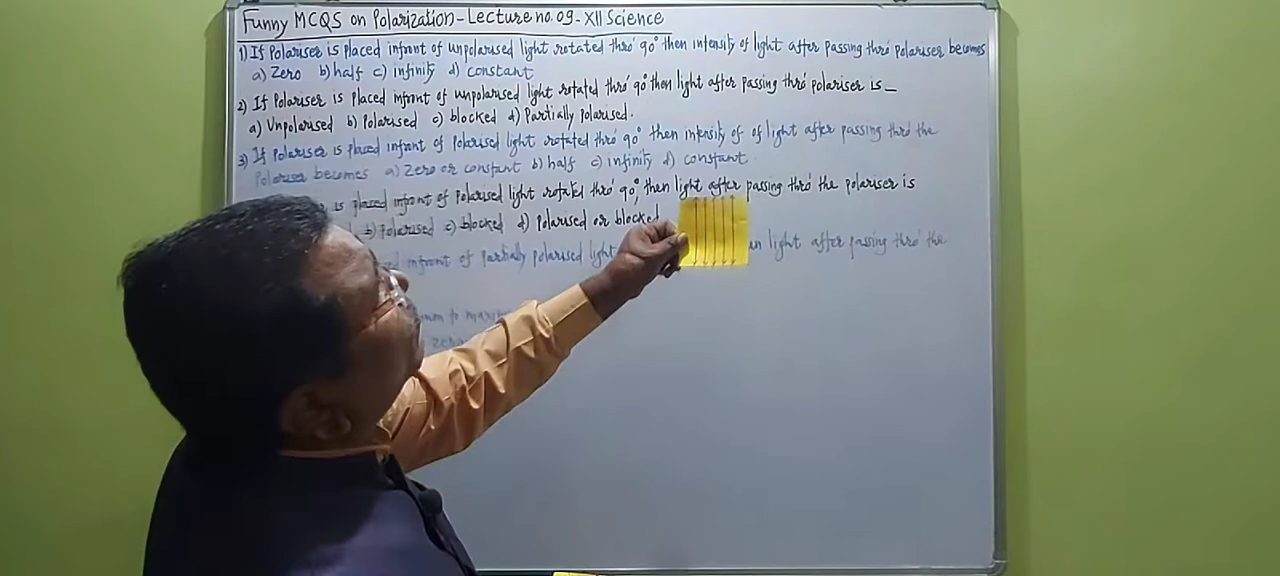 Funny MCQS on Polarization - Lecture no. 09 - XII Science
1) If Polariser is placed infront of unpolarised light rotated thro' 90° then intensity of light after passing thro' polariser becomes
a) Zero b) half c) infinity d) constant
2) If Polariser is placed infront of unpolarised light rotated thro' 90° then light after passing thro' polariser is _
a) Unpolarised b) Polarised c) blocked d) Partially polarised.
3) If Polariser is placed infront of Polarised light rotated thro' 90° then intensity of of light after passing thro' the
Polariser becomes a) Zero or constant b) half c) infinity d) constant.
is placed infront of Polarised light rotated thro' 90°, then light after passing thro' the polariser is
b) Polarised c) blocked d) Polarised or blocked
infront of Partially polarised light light after passing thro' the
to